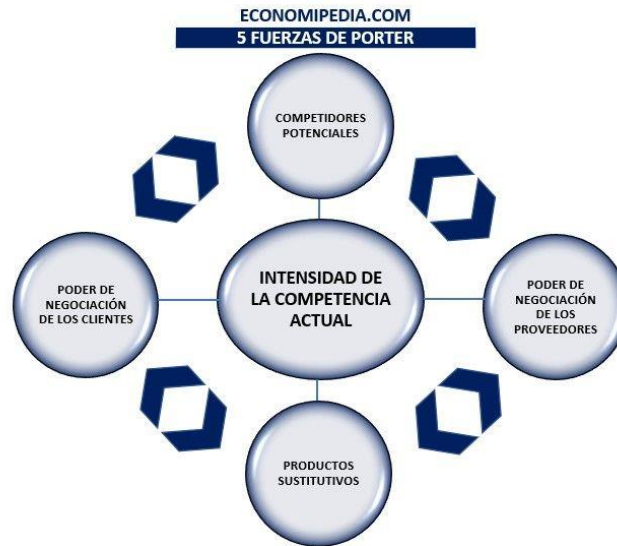 ECONOMIPEDIA.COM
5 FUERZAS DE PORTER
COMPETIDORES
POTENCIALES
PODER DE
NEGOCIACIÓN
DE LOS CLIENTES
INTENSIDAD DE
LA COMPETENCIA
ACTUAL
PODER DE
NEGOCIACIÓN
DE LOS
PROVEEDORES
PRODUCTOS
SUSTITUTIVOS